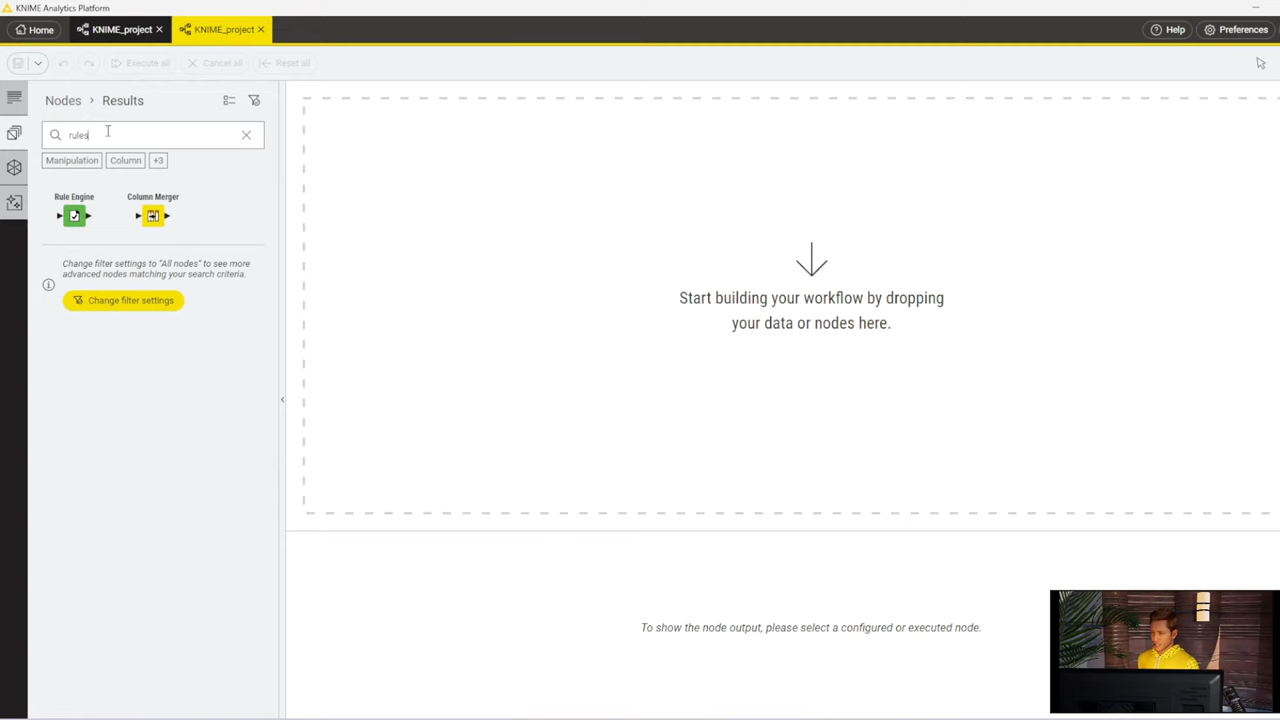 KNIME Analytics Platform
Home
KNIME_project
KNIME_project
Help
Preferences
Execute all
Cancel all
Reset all
Nodes › Results
rules
Manipulation
Column
+3
Rule Engine
Column Merger
Change filter settings to "All nodes" to see more
advanced nodes matching your search criteria.
Change filter settings
Start building your workflow by dropping
your data or nodes here.
To show the node output, please select a configured or executed node.